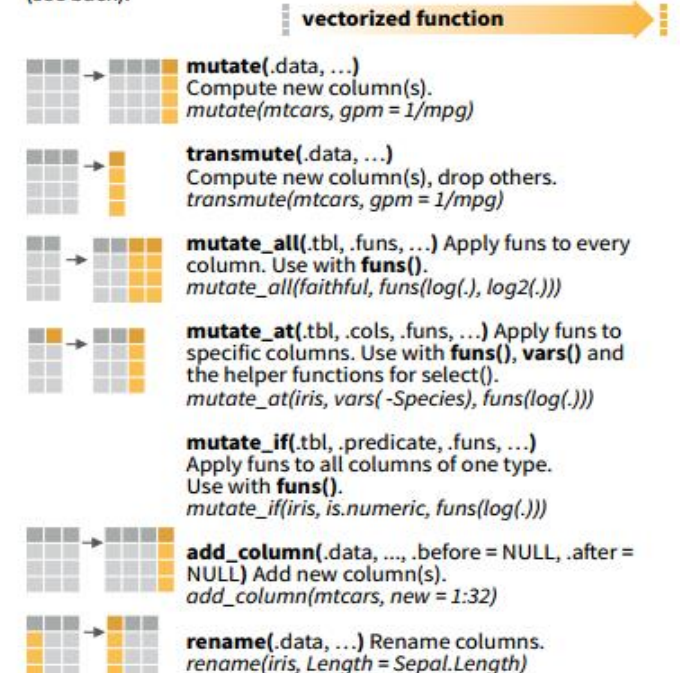 vectorized function
mutate(.data, …)
Compute new column(s).
mutate(mtcars, gpm = 1/mpg)
transmute(.data, …)
Compute new column(s), drop others.
transmute(mtcars, gpm = 1/mpg)
mutate_all(.tbl, .funs, …) Apply funs to every
column. Use with funs().
mutate_all(faithful, funs(log(.), log2(.)))
mutate_at(.tbl, .cols, .funs, …) Apply funs to
specific columns. Use with funs(), vars() and
the helper functions for select().
mutate_at(iris, vars( -Species), funs(log(.)))
mutate_if(.tbl, .predicate, .funs, …)
Apply funs to all columns of one type.
Use with funs().
mutate_if(iris, is.numeric, funs(log(.)))
add_column(.data, ..., .before = NULL, .after =
NULL) Add new column(s).
add_column(mtcars, new = 1:32)
rename(.data, …) Rename columns.
rename(iris, Length = Sepal.Length)